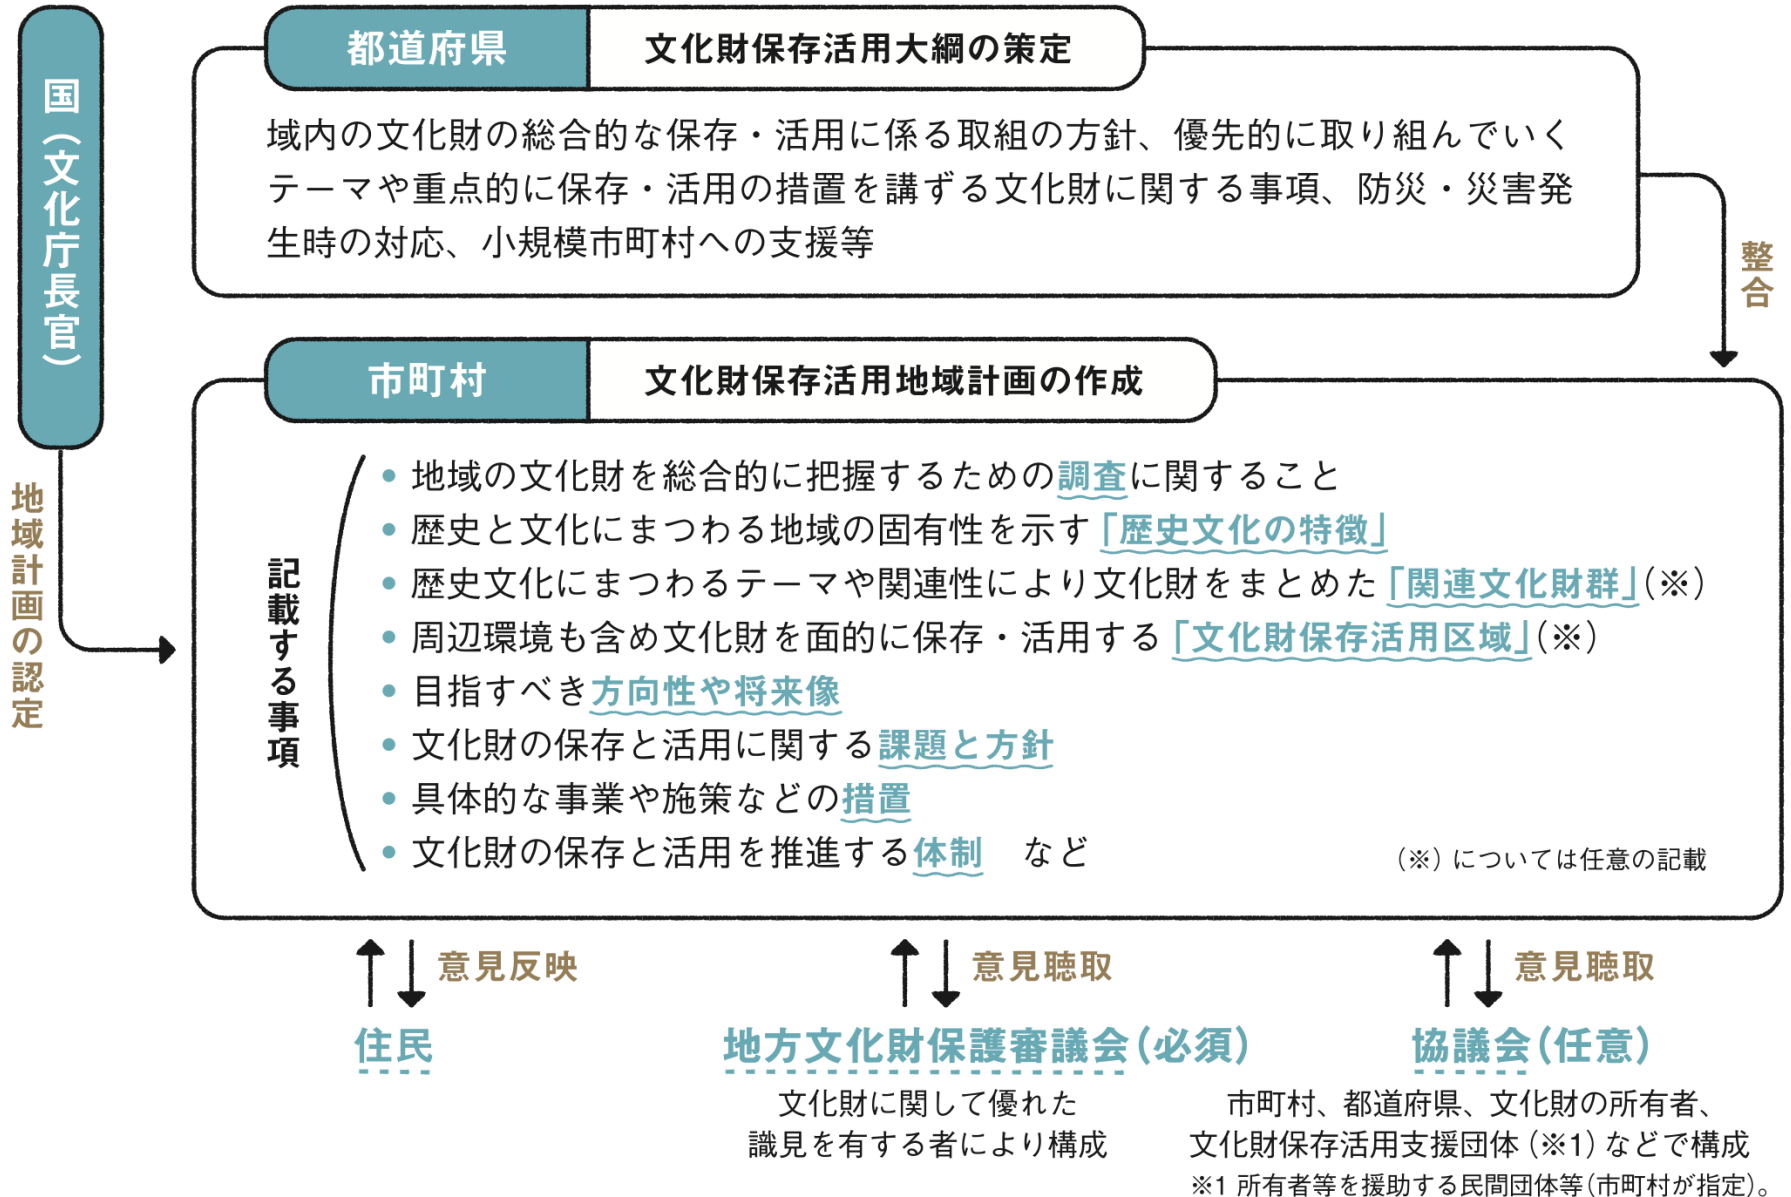 国（文化庁長官）
地域計画の認定
都道府県
文化財保存活用大綱の策定
域内の文化財の総合的な保存・活用に係る取組の方針、優先的に取り組んでいく
テーマや重点的に保存・活用の措置を講ずる文化財に関する事項、防災・災害発
生時の対応、小規模市町村への支援等
整合
市町村
文化財保存活用地域計画の作成
記載する事項
• 地域の文化財を総合的に把握するための調査に関すること
• 歴史と文化にまつわる地域の固有性を示す「歴史文化の特徴」
• 歴史文化にまつわるテーマや関連性により文化財をまとめた「関連文化財群」（※）
• 周辺環境も含め文化財を面的に保存・活用する「文化財保存活用区域」（※）
• 目指すべき方向性や将来像
• 文化財の保存と活用に関する課題と方針
• 具体的な事業や施策などの措置
• 文化財の保存と活用を推進する体制　など
（※）については任意の記載
意見反映
住民
意見聴取
地方文化財保護審議会（必須）
文化財に関して優れた
識見を有する者により構成
意見聴取
協議会（任意）
市町村、都道府県、文化財の所有者、
文化財保存活用支援団体（※1）などで構成
※1 所有者等を援助する民間団体等（市町村が指定）。